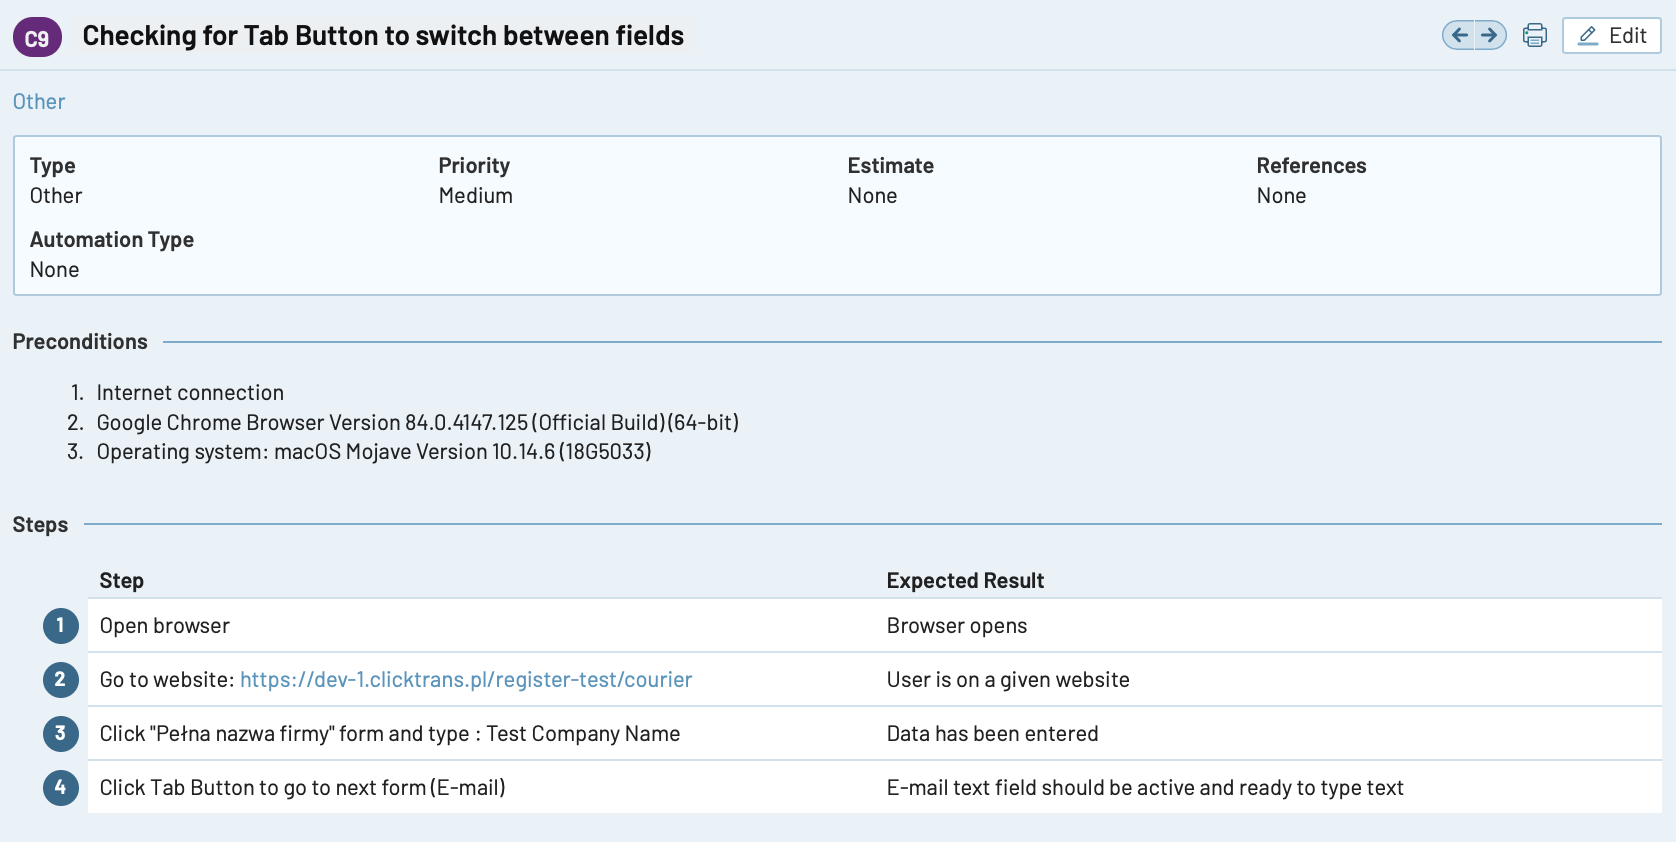 C9 Checking for Tab Button to switch between fields Edit
Other
Type Priority Estimate References
Other Medium None None
Automation Type
None
Preconditions
1. Internet connection
2. Google Chrome Browser Version 84.0.4147.125 (Official Build) (64-bit)
3. Operating system: macOS Mojave Version 10.14.6 (18G5033)
Steps
Step Expected Result
1 Open browser Browser opens
2 Go to website: https://dev-1.clicktrans.pl/register-test/courier User is on a given website
3 Click "Pełna nazwa firmy" form and type : Test Company Name Data has been entered
4 Click Tab Button to go to next form (E-mail) E-mail text field should be active and ready to type text